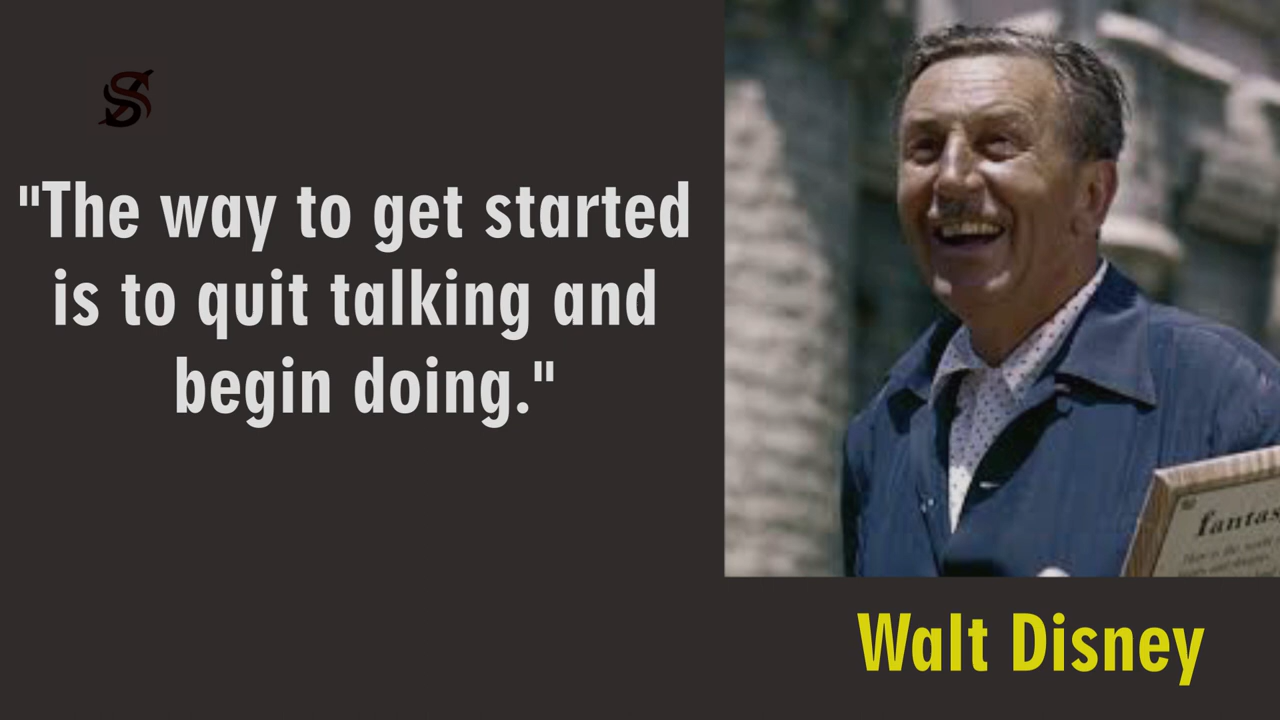 S
"The way to get started
is to quit talking and
begin doing."
fantas
Walt Disney